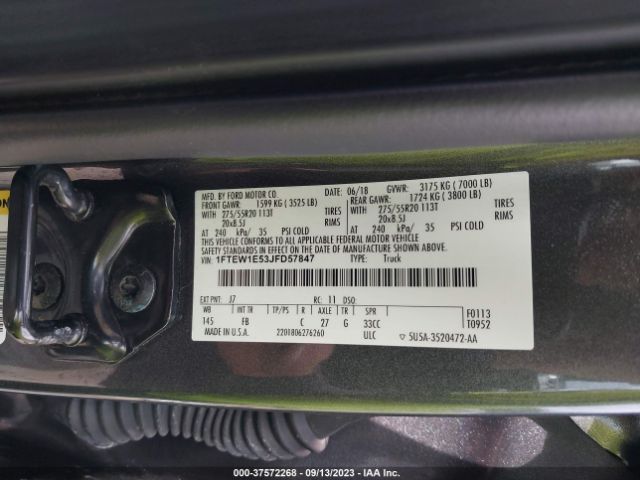 MFD. BY FORD MOTOR CO. DATE: 06/18 GVWR: 3175 KG ( 7000 LB)
FRONT GAWR: 1599 KG ( 3525 LB) REAR GAWR: 1724 KG ( 3800 LB)
WITH 275/55R20 113T TIRES WITH 275/55R20 113T TIRES
20x8.5J RIMS 20x8.5J RIMS
AT 240 kPa/ 35 PSI COLD AT 240 kPa/ 35 PSI COLD
THIS VEHICLE CONFORMS TO ALL APPLICABLE FEDERAL MOTOR VEHICLE
SAFETY STANDARDS IN EFFECT ON THE DATE OF MANUFACTURE SHOWN ABOVE.
VIN: 1FTEW1E53JFD57847 TYPE: Truck
EXT PNT: J7 RC: 11 DSO: F0113
WB INT TR TP/PS R AXLE TR SPR T0952
145 FB C 27 G 33CC
MADE IN U.S.A. 2201806276260 ULC 5U5A-3520472-AA
000-37572268 - 09/13/2023 - IAA Inc.